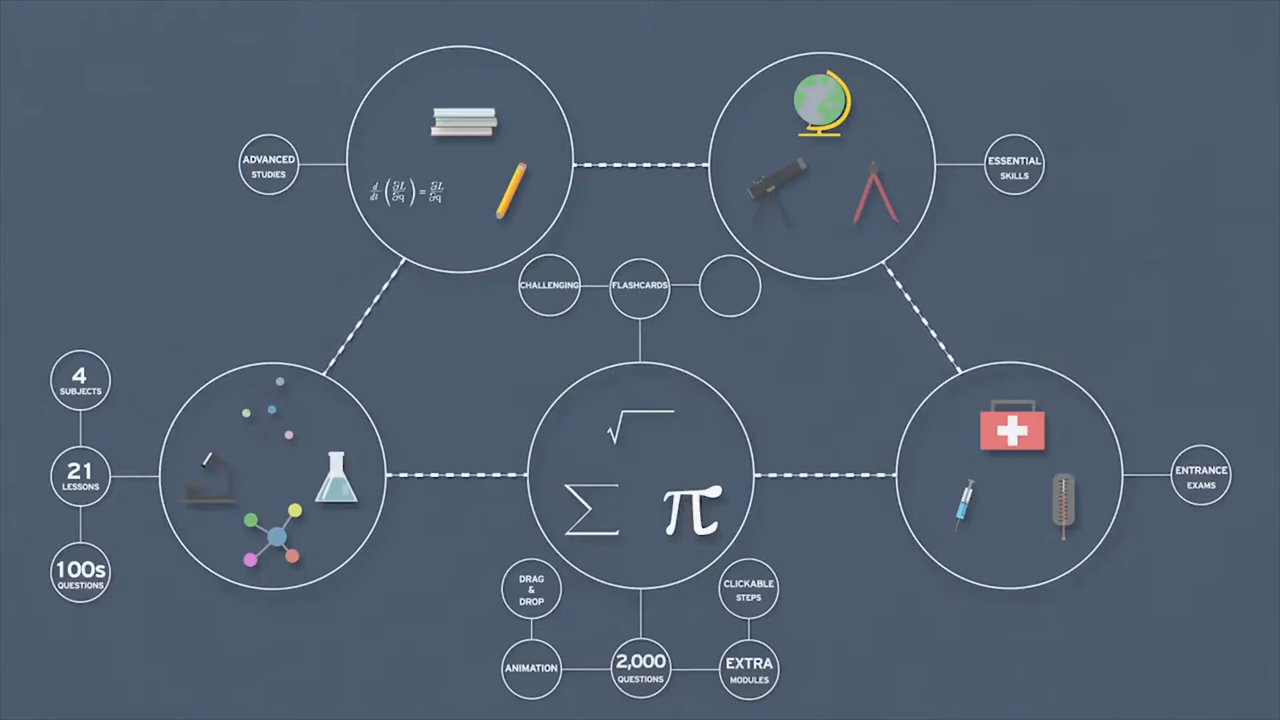 ADVANCED
STUDIES
d/dt (∂L/∂q̇) = ∂L/∂q
ESSENTIAL
SKILLS
CHALLENGING
FLASHCARDS
4
SUBJECTS
21
LESSONS
100s
QUESTIONS
√
Σ π
ENTRANCE
EXAMS
DRAG
&
DROP
CLICKABLE
STEPS
ANIMATION
2,000
QUESTIONS
EXTRA
MODULES